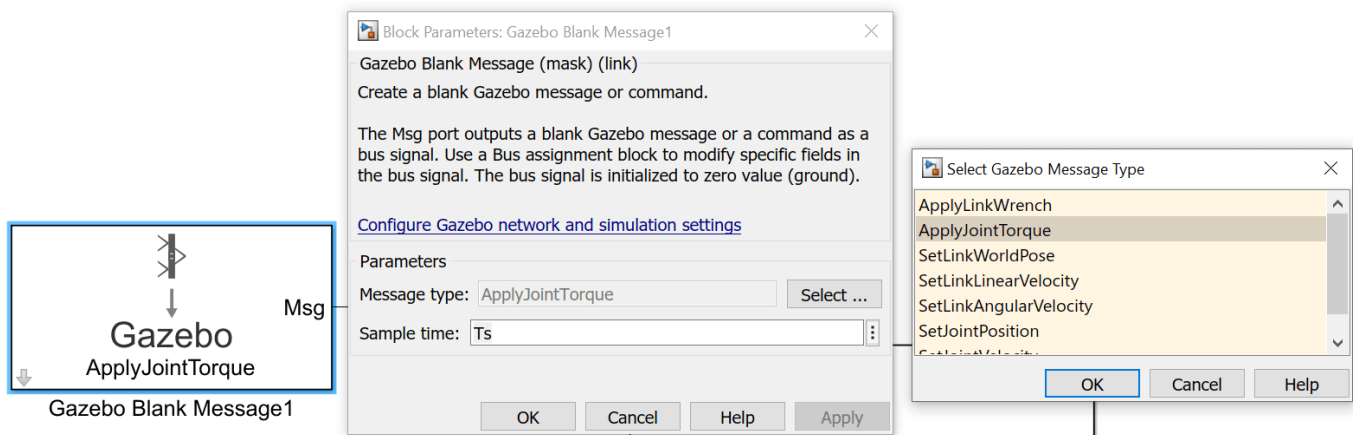 Msg
Gazebo
ApplyJointTorque
Gazebo Blank Message1
Block Parameters: Gazebo Blank Message1
Gazebo Blank Message (mask) (link)
Create a blank Gazebo message or command.
The Msg port outputs a blank Gazebo message or a command as a
bus signal. Use a Bus assignment block to modify specific fields in
the bus signal. The bus signal is initialized to zero value (ground).
Configure Gazebo network and simulation settings
Parameters
Message type: ApplyJointTorque Select ...
Sample time: Ts
OK Cancel Help Apply
Select Gazebo Message Type
ApplyLinkWrench
ApplyJointTorque
SetLinkWorldPose
SetLinkLinearVelocity
SetLinkAngularVelocity
SetJointPosition
SetJointVelocity
OK Cancel Help